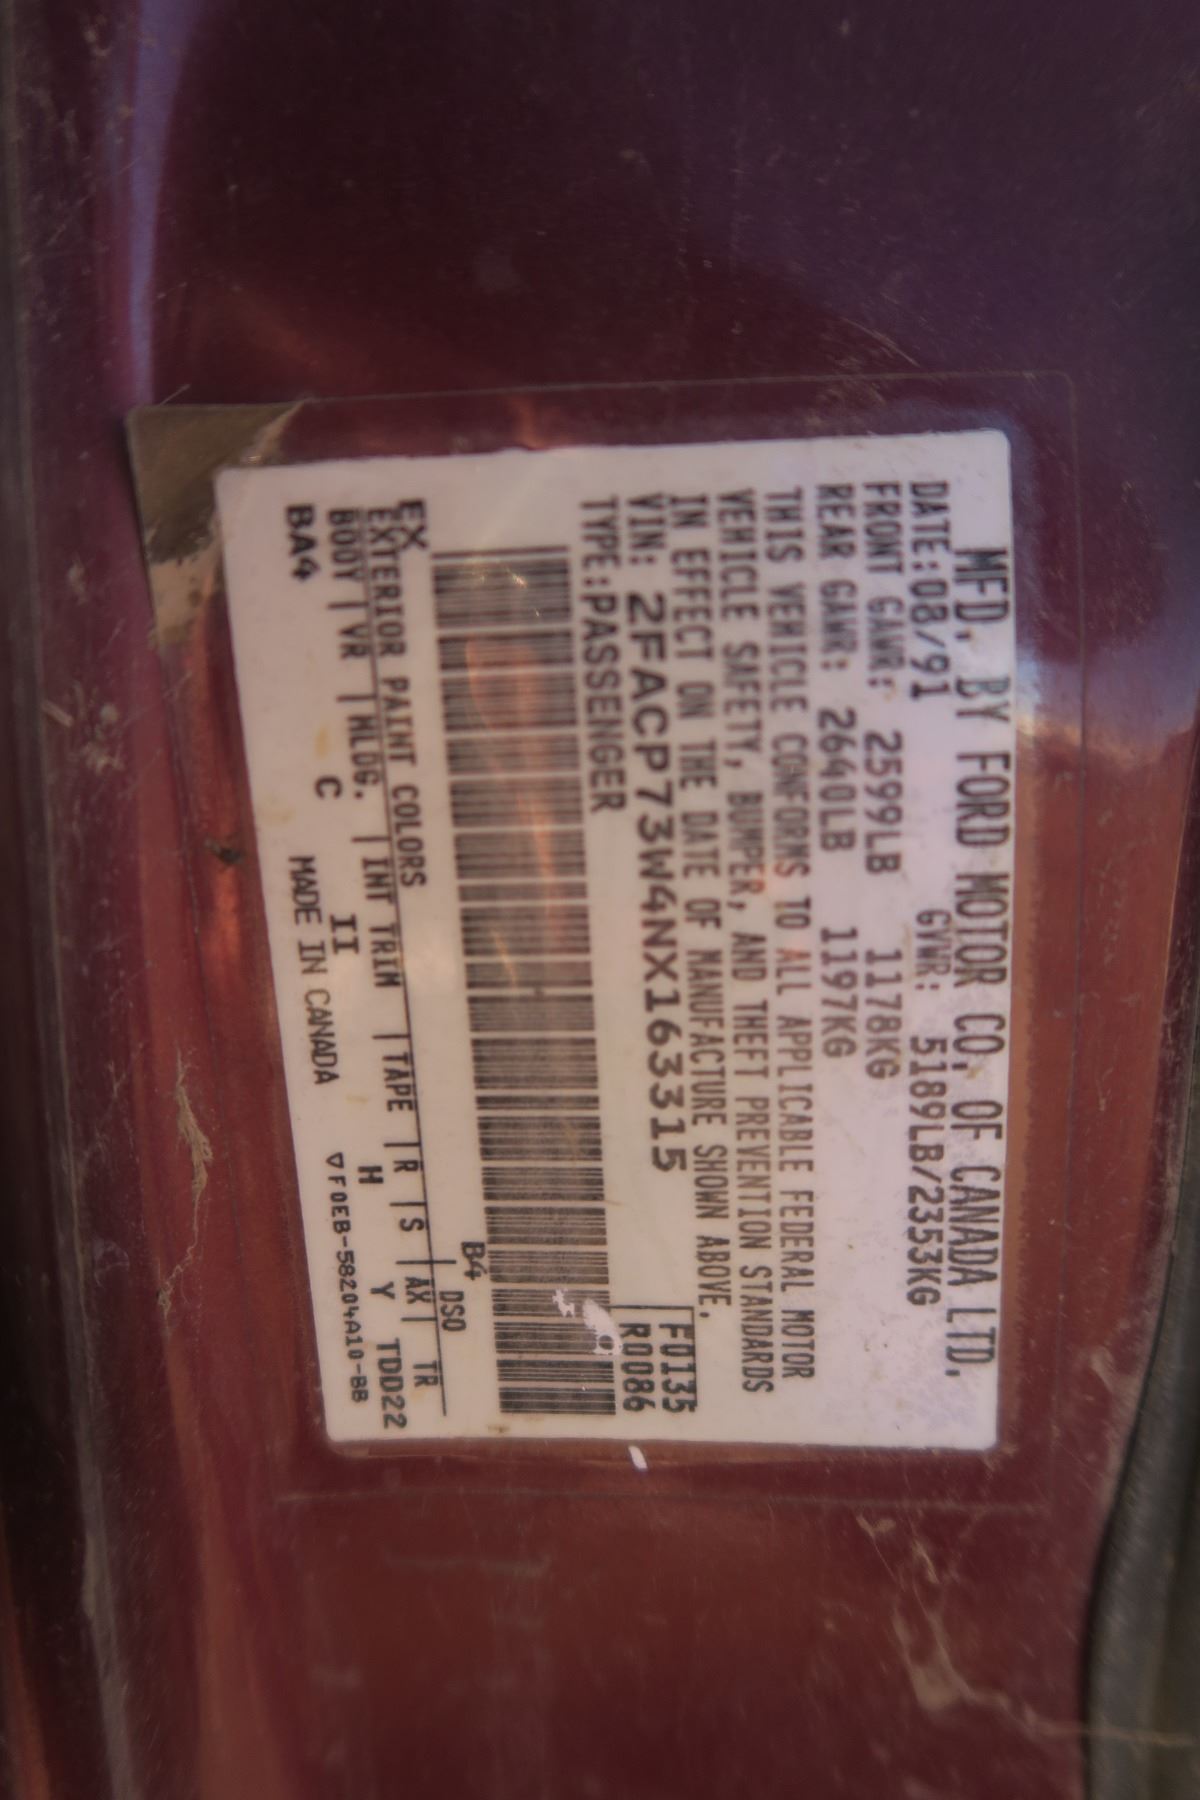 MFD. BY FORD MOTOR CO. OF CANADA LTD.
DATE:08/91 GVWR: 5189LB/2353KG
FRONT GAWR: 2599LB 1178KG
REAR GAWR: 2640LB 1197KG
THIS VEHICLE CONFORMS TO ALL APPLICABLE FEDERAL MOTOR
VEHICLE SAFETY, BUMPER, AND THEFT PREVENTION STANDARDS
IN EFFECT ON THE DATE OF MANUFACTURE SHOWN ABOVE.
VIN: 2FACP73W4NX163315 F0135
TYPE:PASSENGER R0086
EX B4
EXTERIOR PAINT COLORS DSO
BODY | VR | MLDG. | INT TRIM | TAPE | R | S | AX | TR
BA4 C II H Y TDD22
MADE IN CANADA ▽F0EB-58204A10-BB